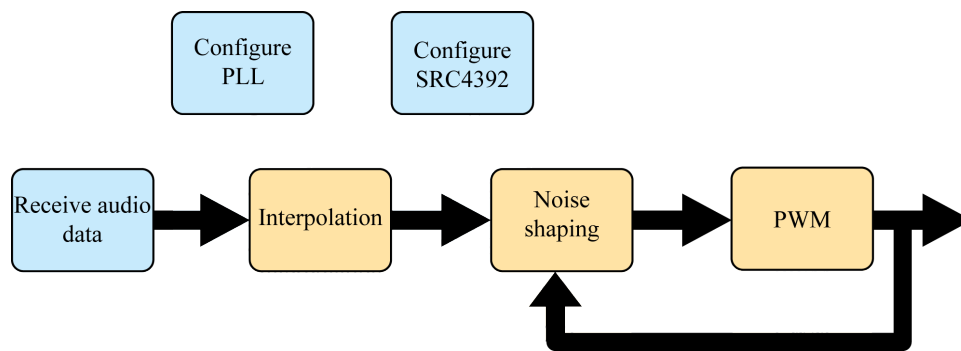 Configure
PLL
Configure
SRC4392
Receive audio
data
Interpolation
Noise
shaping
PWM